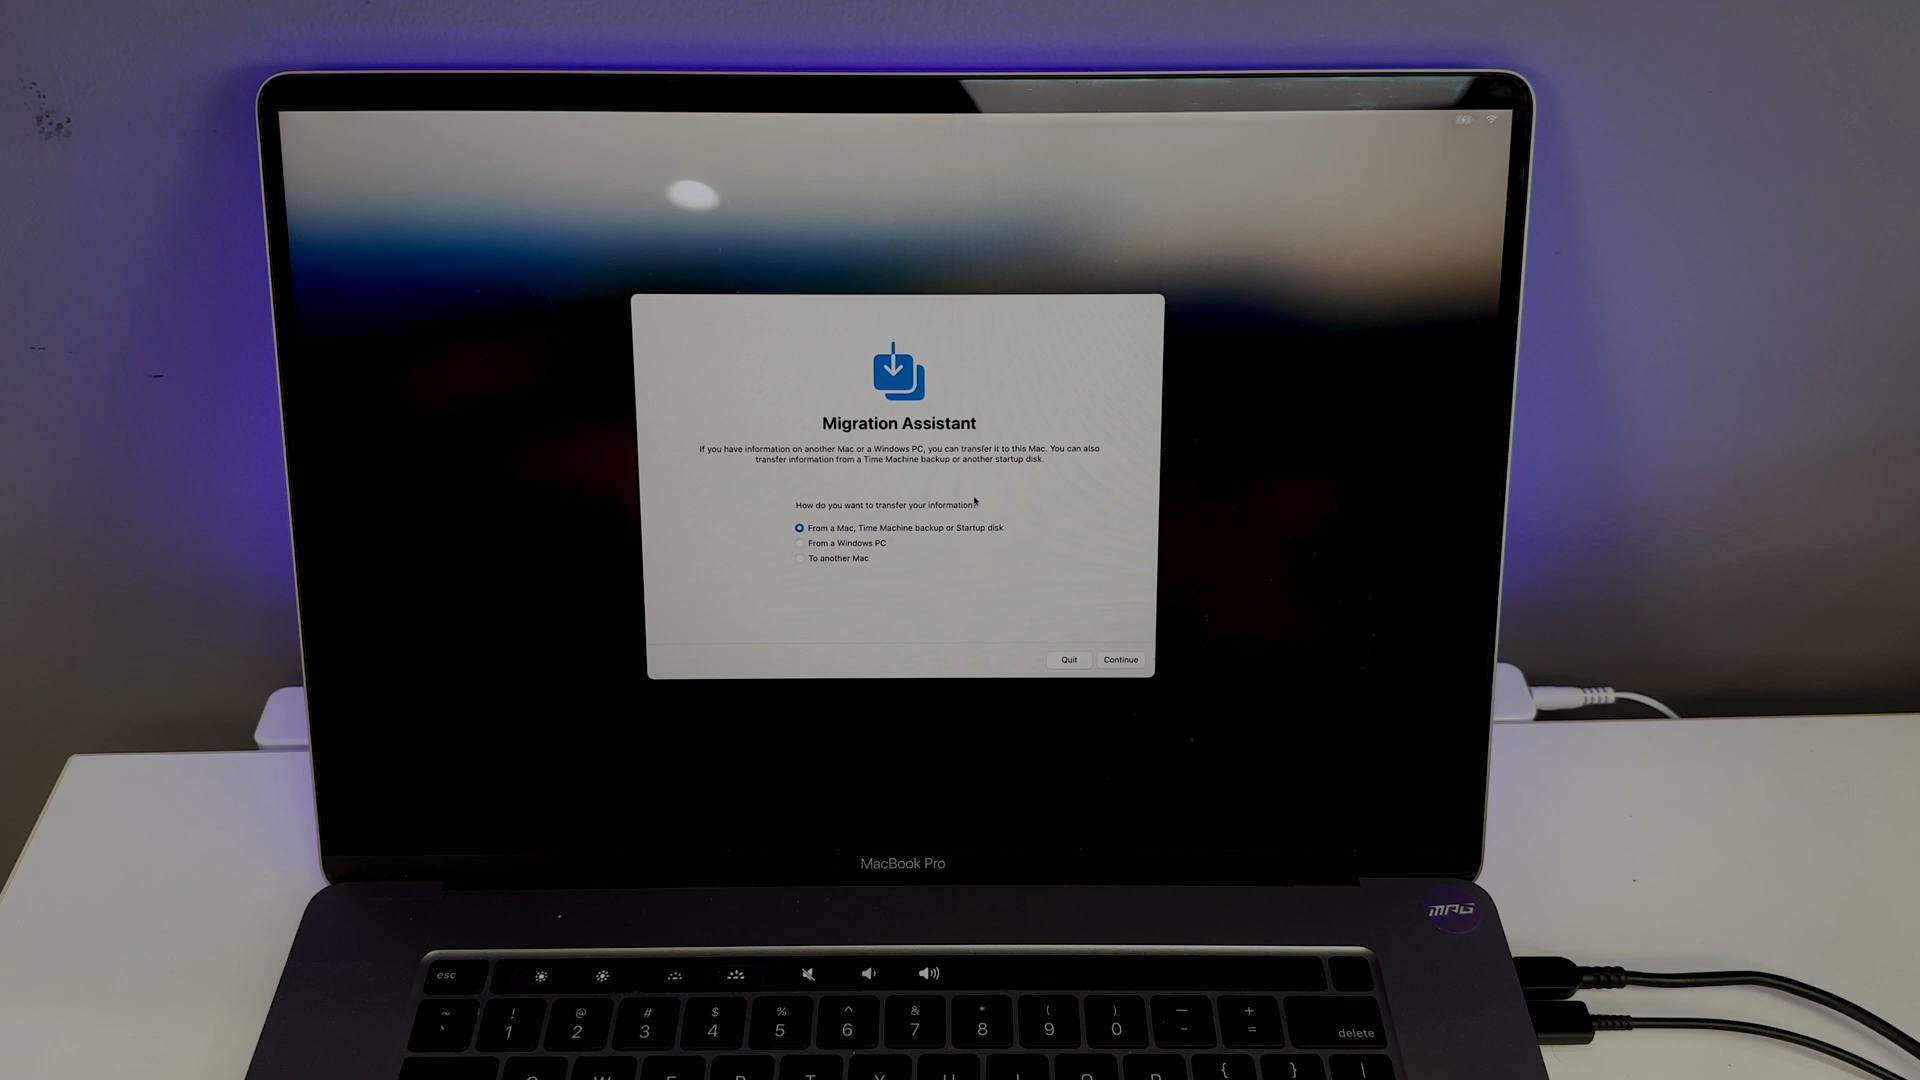 Migration Assistant
If you have information on another Mac or a Windows PC, you can transfer it to this Mac. You can also
transfer information from a Time Machine backup or another startup disk.
How do you want to transfer your information?
From a Mac, Time Machine backup or Startup disk
From a Windows PC
To another Mac
Quit Continue
MacBook Pro
MPG
esc
~ ! @ # $ % ^ & * ( ) — +
` 1 2 3 4 5 6 7 8 9 0 - = delete
{ } |